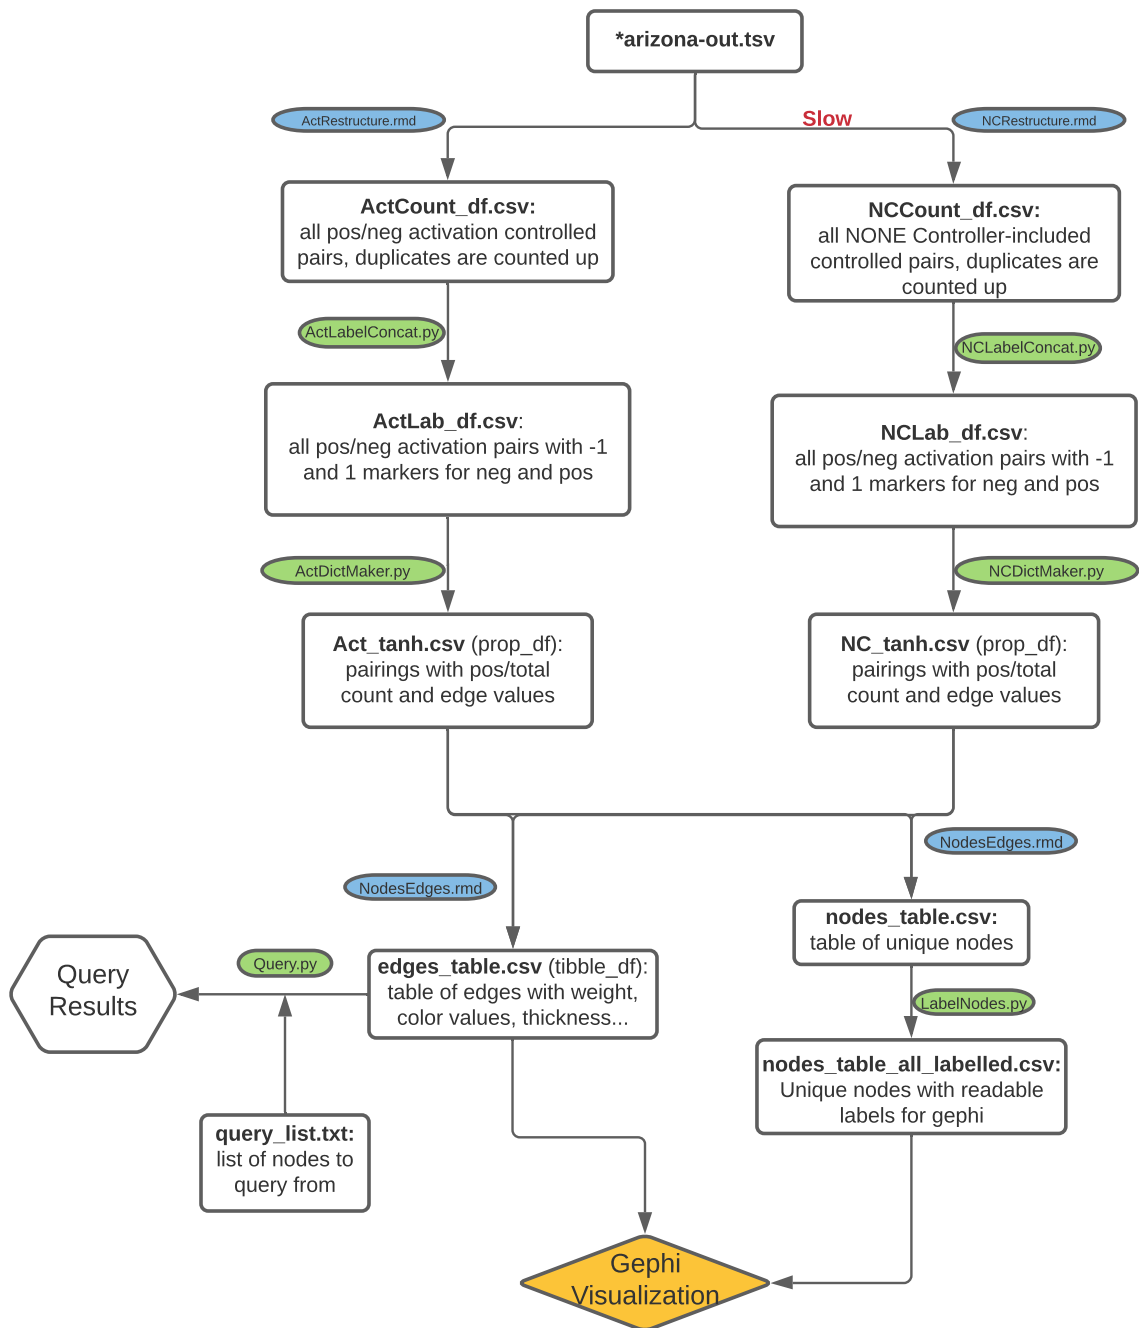 *arizona-out.tsv
ActRestructure.rmd
Slow
NCRestructure.rmd
ActCount_df.csv:
all pos/neg activation controlled
pairs, duplicates are counted up
NCCount_df.csv:
all NONE Controller-included
controlled pairs, duplicates are
counted up
ActLabelConcat.py
NCLabelConcat.py
ActLab_df.csv:
all pos/neg activation pairs with -1
and 1 markers for neg and pos
NCLab_df.csv:
all pos/neg activation pairs with -1
and 1 markers for neg and pos
ActDictMaker.py
NCDictMaker.py
Act_tanh.csv (prop_df):
pairings with pos/total
count and edge values
NC_tanh.csv (prop_df):
pairings with pos/total
count and edge values
NodesEdges.rmd
NodesEdges.rmd
nodes_table.csv:
table of unique nodes
Query.py
Query
Results
edges_table.csv (tibble_df):
table of edges with weight,
color values, thickness...
LabelNodes.py
nodes_table_all_labelled.csv:
Unique nodes with readable
labels for gephi
query_list.txt:
list of nodes to
query from
Gephi
Visualization